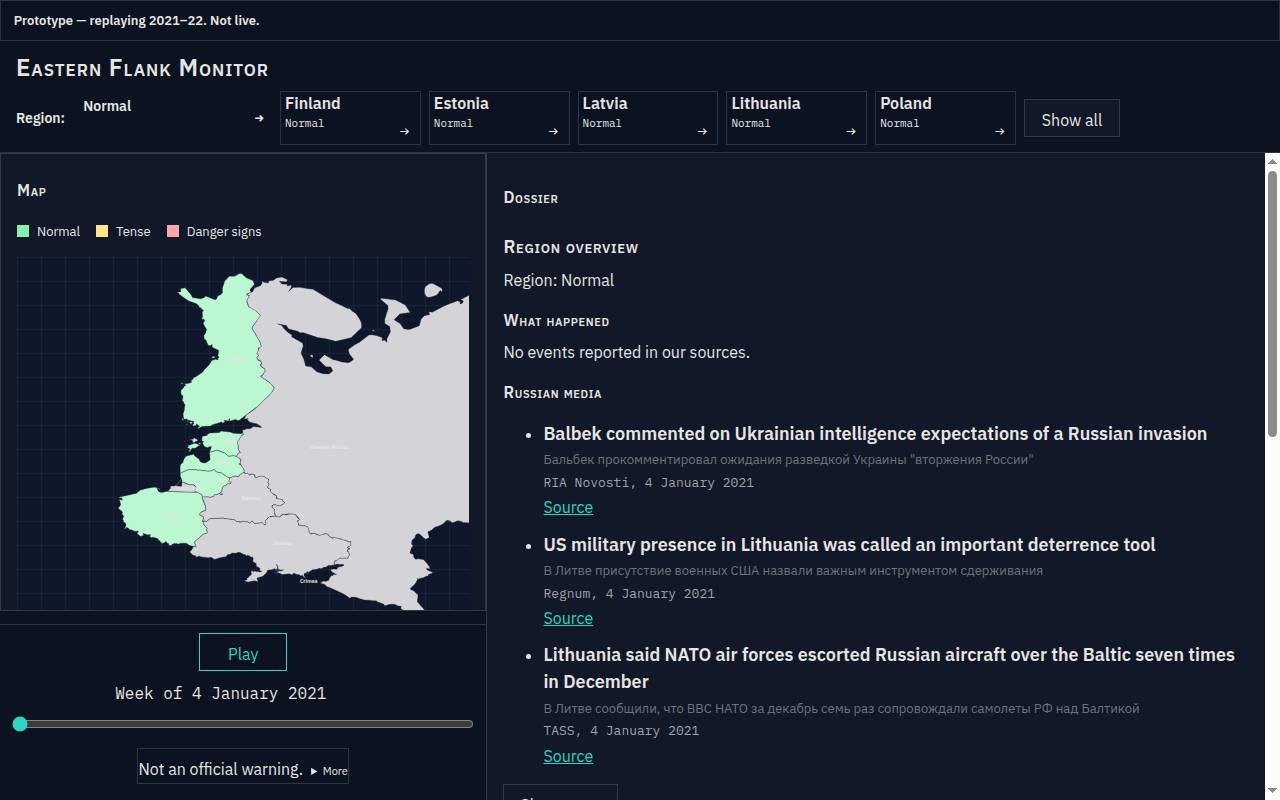 Prototype — replaying 2021–22. Not live.
Eastern Flank Monitor
Region:
Normal
→
Finland
Normal
→
Estonia
Normal
→
Latvia
Normal
→
Lithuania
Normal
→
Poland
Normal
→
Show all
Map
Normal
Tense
Danger signs
Crimea
Play
Week of 4 January 2021
Not an official warning. ▶ More
Dossier
Region overview
Region: Normal
What happened
No events reported in our sources.
Russian media
• Balbek commented on Ukrainian intelligence expectations of a Russian invasion
Бальбек прокомментировал ожидания разведкой Украины "вторжения России"
RIA Novosti, 4 January 2021
Source
• US military presence in Lithuania was called an important deterrence tool
В Литве присутствие военных США назвали важным инструментом сдерживания
Regnum, 4 January 2021
Source
• Lithuania said NATO air forces escorted Russian aircraft over the Baltic seven times
in December
В Литве сообщили, что ВВС НАТО за декабрь семь раз сопровождали самолеты РФ над Балтикой
TASS, 4 January 2021
Source